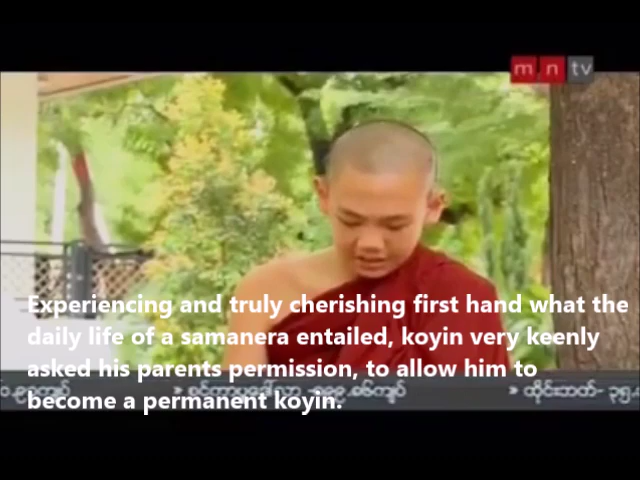 mntv
Experiencing and truly cherishing first hand what the
daily life of a samanera entailed, koyin very keenly
asked his parents permission, to allow him to
become a permanent koyin.